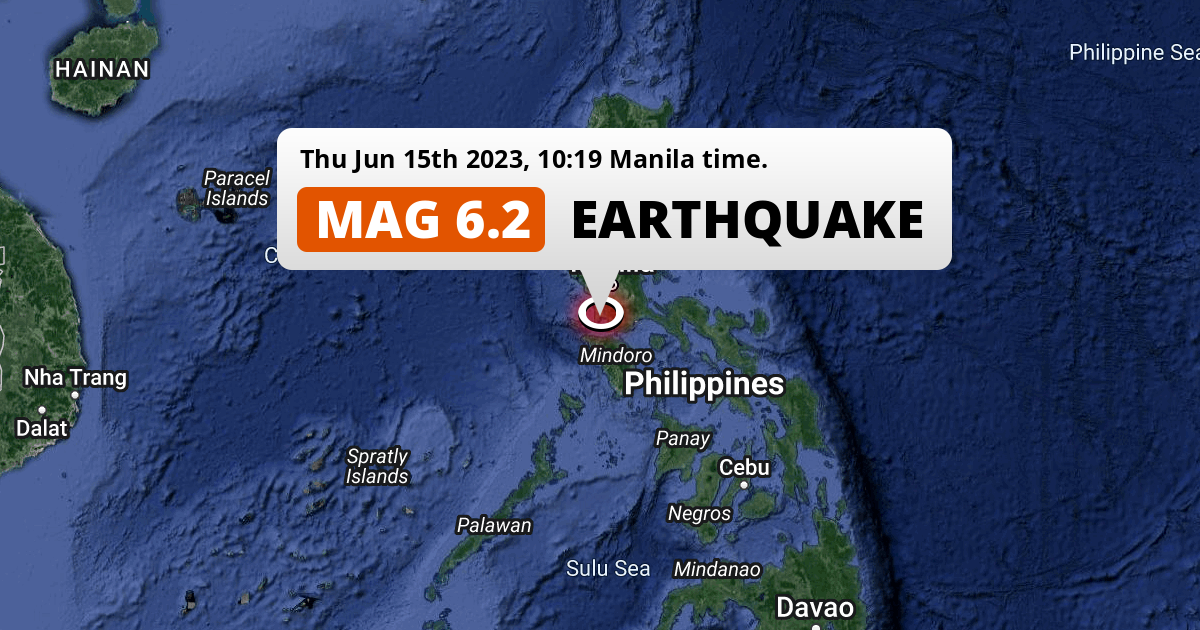 HAINAN
Philippine Sea
Thu Jun 15th 2023, 10:19 Manila time.
Paracel
Islands
MAG 6.2 EARTHQUAKE
C
Mindoro
Nha Trang
Philippines
Dalat
Panay
Spratly
Islands
Cebu
Negros
Palawan
Sulu Sea
Mindanao
Davao